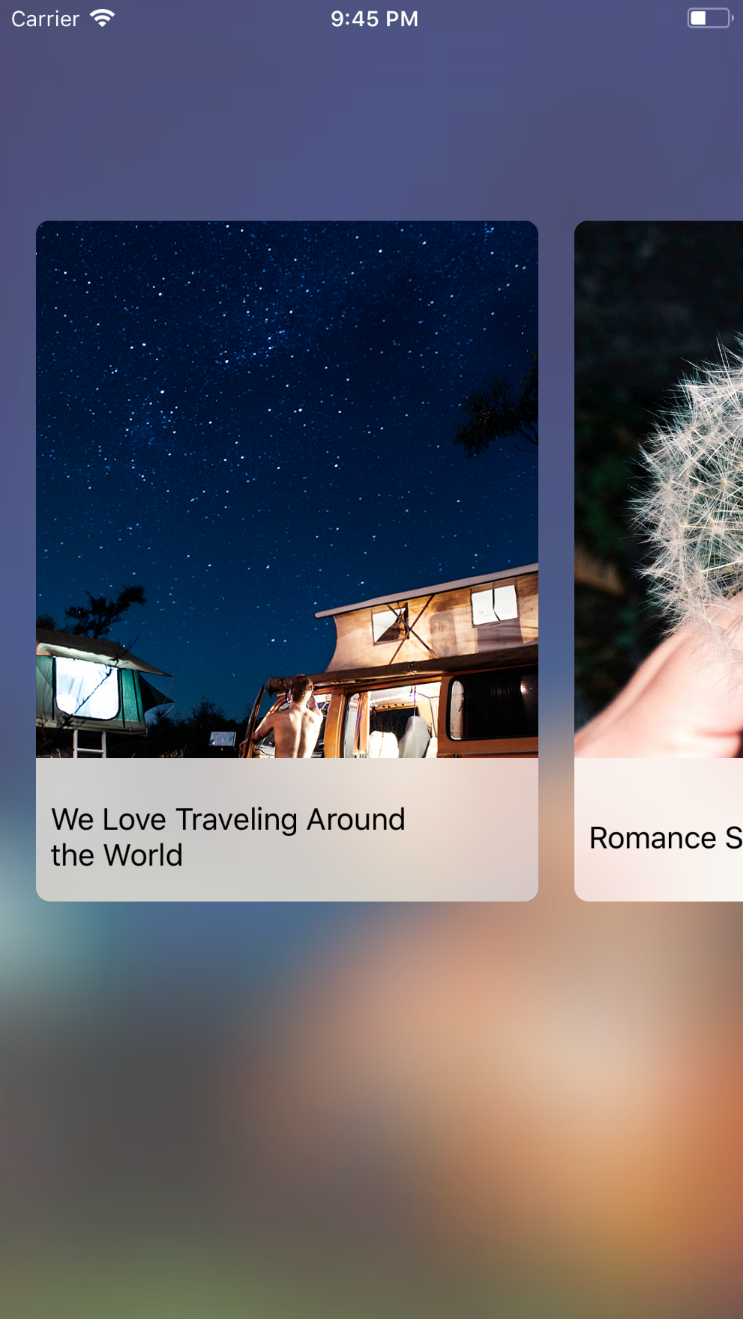 Carrier 9:45 PM
We Love Traveling Around
the World
Romance S